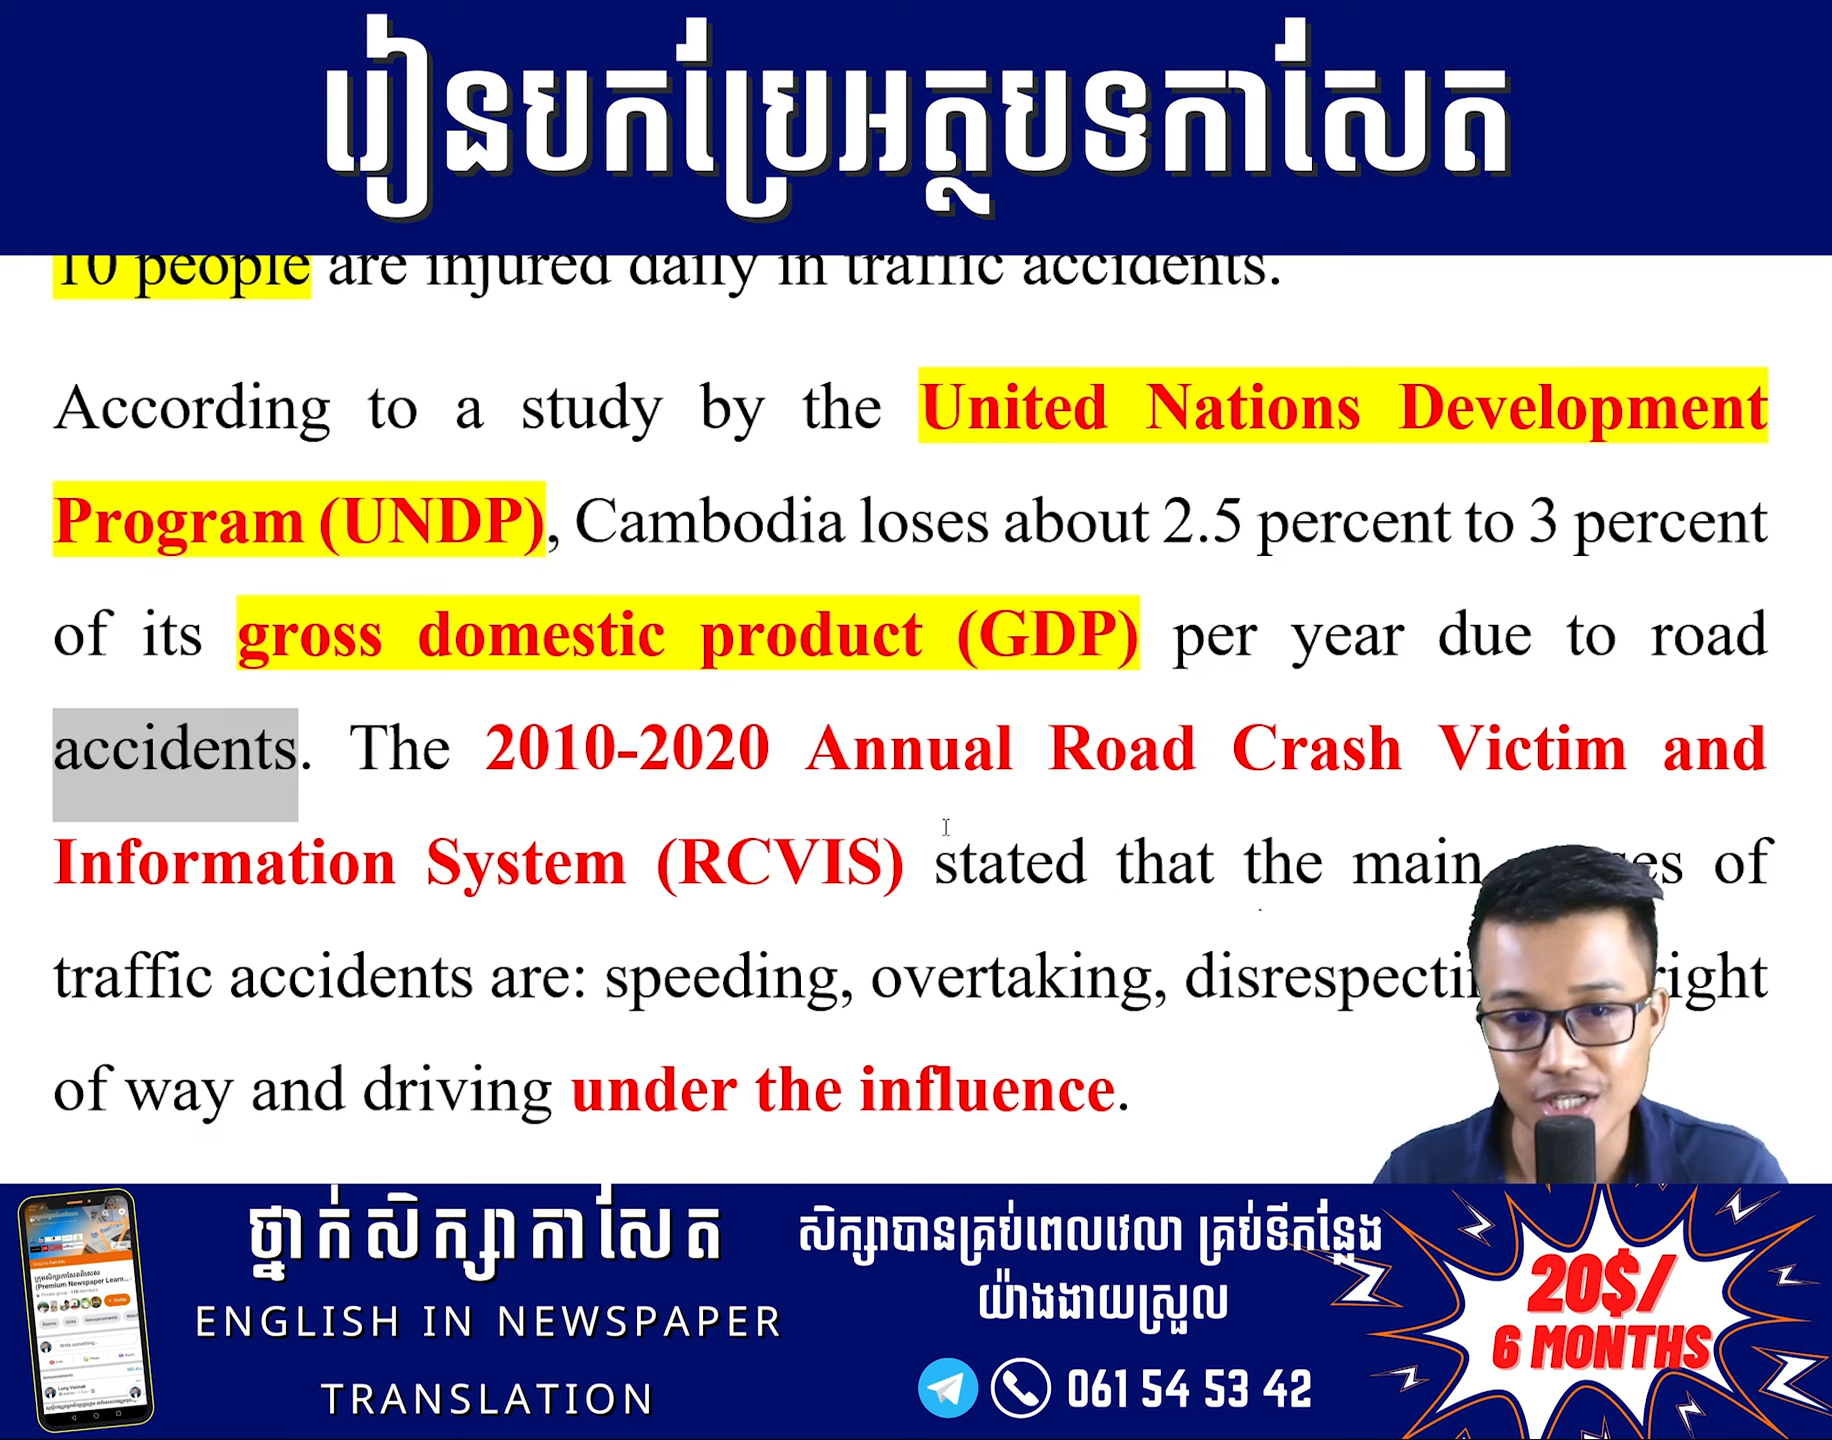 រៀនបកប្រែអត្ថបទកាសែត
10 people are injured daily in traffic accidents.
According to a study by the United Nations Development
Program (UNDP), Cambodia loses about 2.5 percent to 3 percent
of its gross domestic product (GDP) per year due to road
accidents. The 2010-2020 Annual Road Crash Victim and
Information System (RCVIS) stated that the main of
traffic accidents are: speeding, overtaking, right
of way and driving under the influence.
ថ្នាក់សិក្សាកាសែត
ENGLISH IN NEWSPAPER
TRANSLATION
សិក្សាបានគ្រប់ពេលវេលា គ្រប់ទីកន្លែង
យ៉ាងងាយស្រួល
061 54 53 42
20$/
6 MONTHS
(Premium Newspaper Learn...